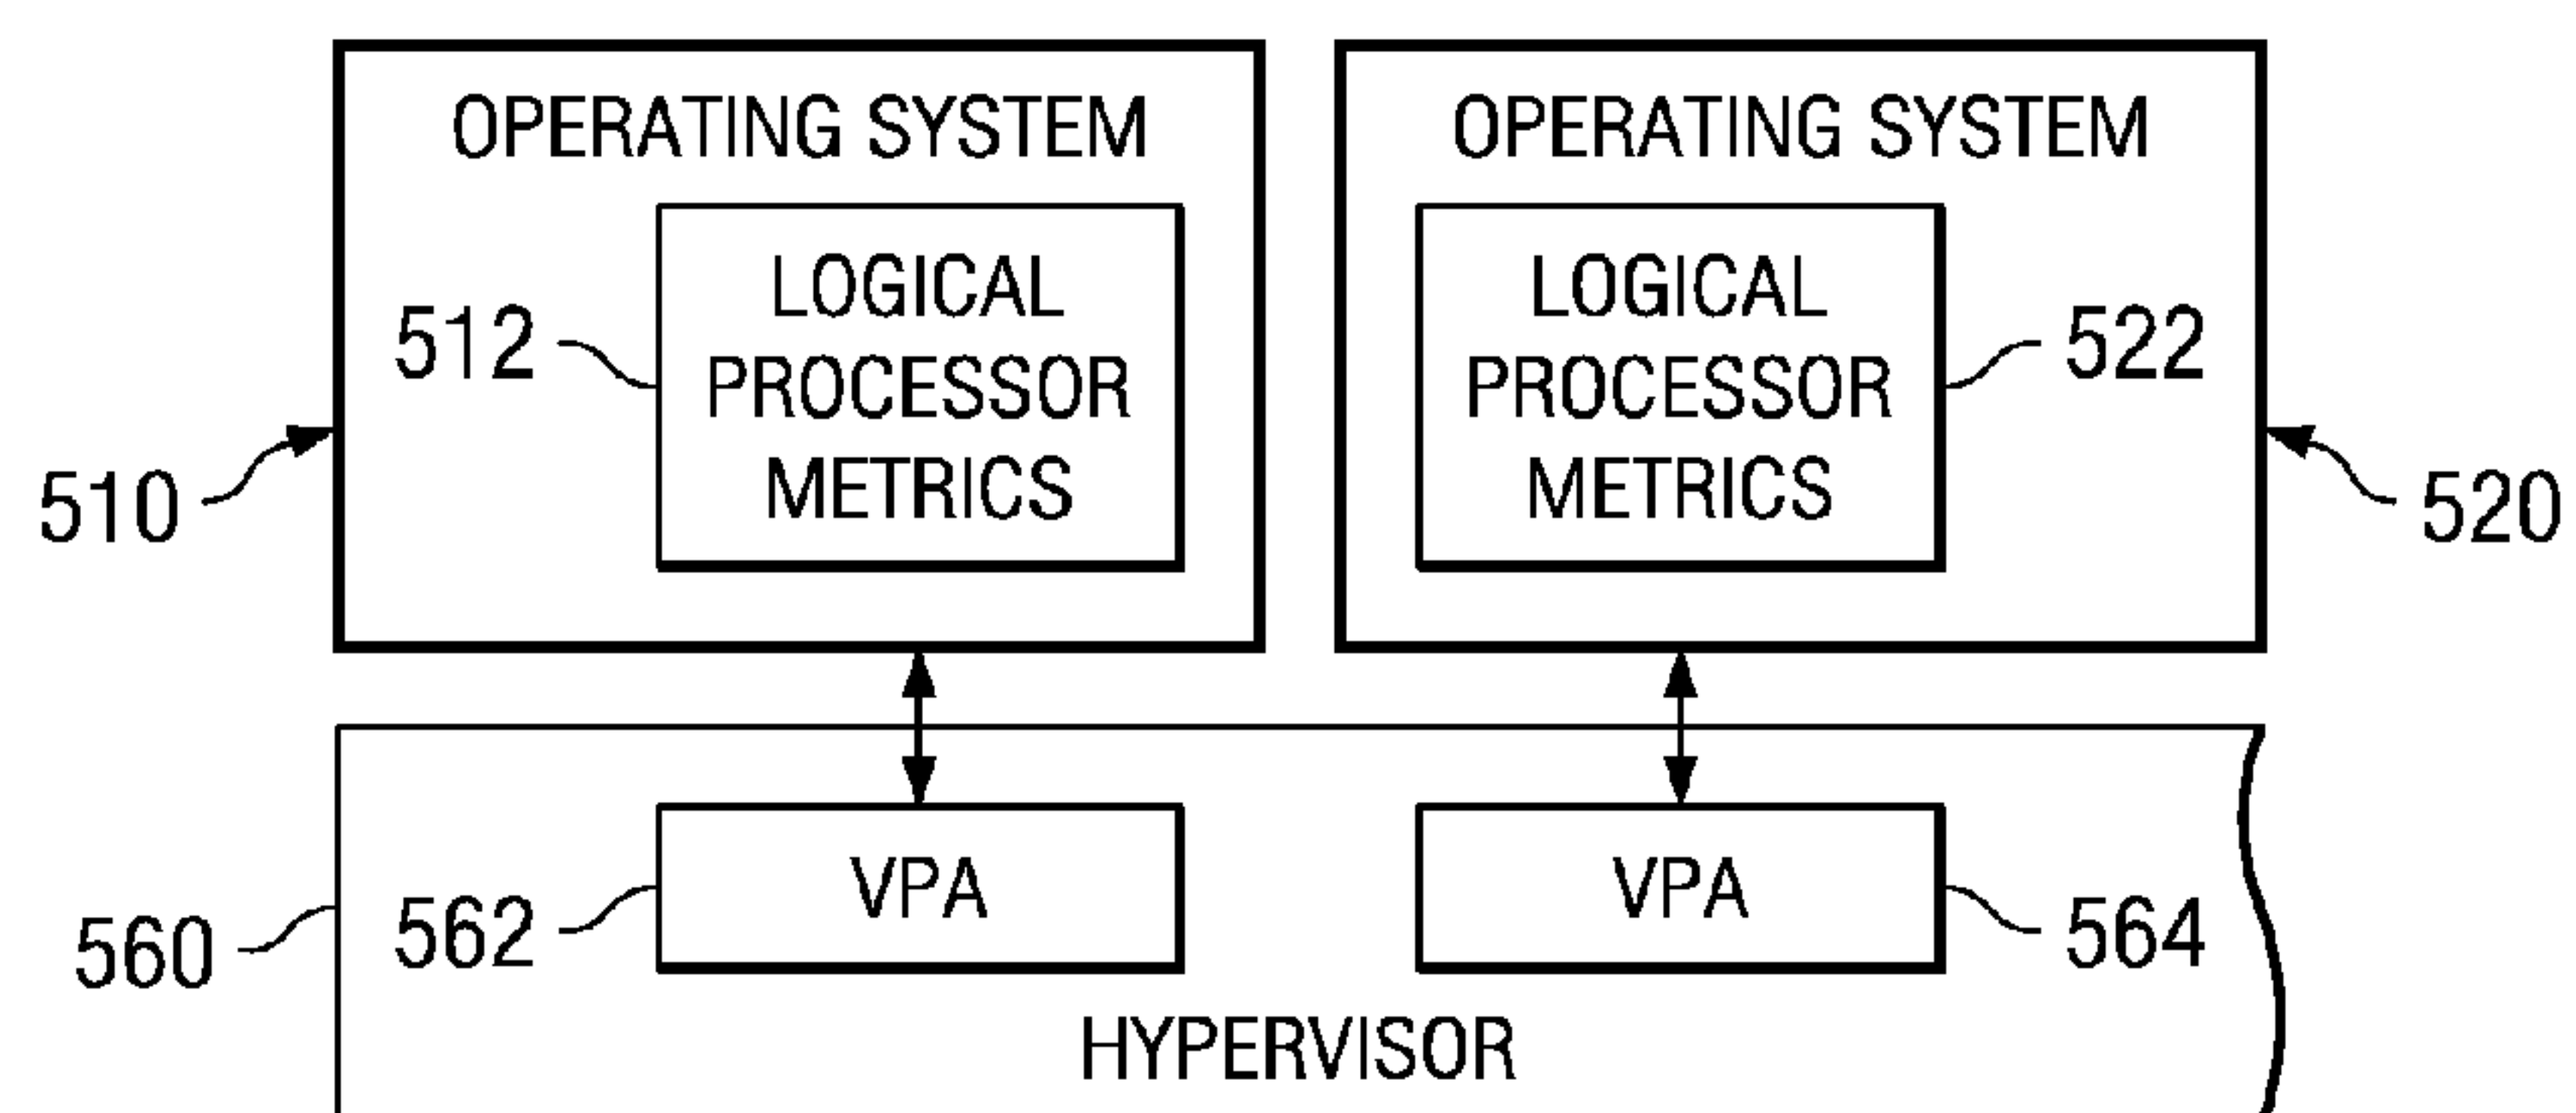 OPERATING SYSTEM
OPERATING SYSTEM
512
LOGICAL
PROCESSOR
METRICS
LOGICAL
PROCESSOR
METRICS
522
510
520
560
562
VPA
VPA
564
HYPERVISOR